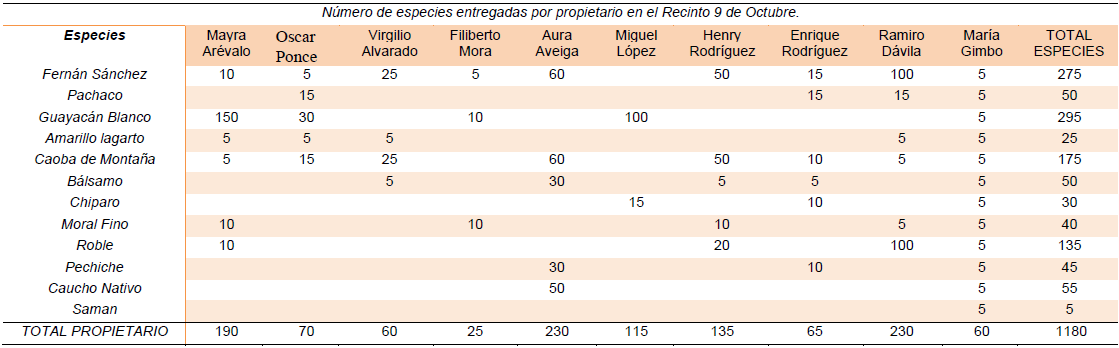 Número de especies entregadas por propietario en el Recinto 9 de Octubre.
Especies Mayra Arévalo Oscar Ponce Virgilio Alvarado Filiberto Mora Aura Aveiga Miguel López Henry Rodríguez Enrique Rodríguez Ramiro Dávila María Gimbo TOTAL ESPECIES
Fernán Sánchez 10 5 25 5 60 50 15 100 5 275
Pachaco 15 15 15 5 50
Guayacán Blanco 150 30 10 100 5 295
Amarillo lagarto 5 5 5 5 5 25
Caoba de Montaña 5 15 25 60 50 10 5 5 175
Bálsamo 5 30 5 5 5 50
Chiparo 15 10 5 30
Moral Fino 10 10 10 5 5 40
Roble 10 20 100 5 135
Pechiche 30 10 5 45
Caucho Nativo 50 5 55
Saman 5 5
TOTAL PROPIETARIO 190 70 60 25 230 115 135 65 230 60 1180